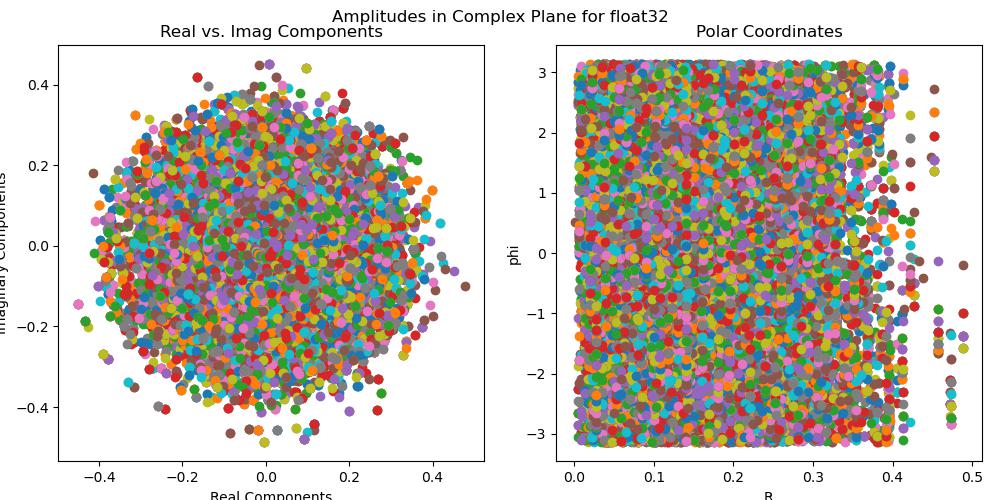 Amplitudes in Complex Plane for float32
Real vs. Imag Components
Polar Coordinates
0.4
0.2
0.0
−0.2
−0.4
Imaginary Components
−0.4 −0.2 0.0 0.2 0.4
Real Components
3
2
1
0
−1
−2
−3
phi
0.0 0.1 0.2 0.3 0.4 0.5
R